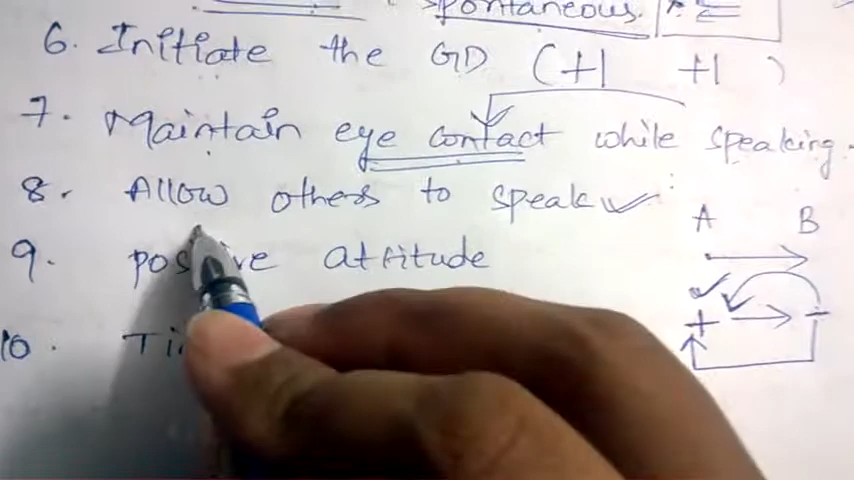 spontaneous.
6. Initiate the GD (+1 +1 )
7. Maintain eye contact while speaking.
8. Allow others to speak ✓
A B
9. positive attitude
✓
+ -
10.